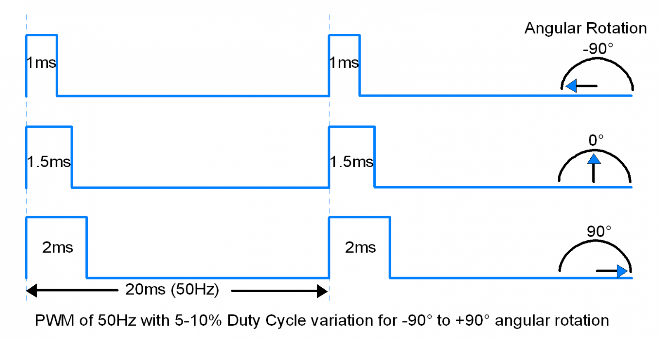 Angular Rotation
-90°
1ms
1ms
0°
1.5ms
1.5ms
90°
2ms
2ms
20ms (50Hz)
PWM of 50Hz with 5-10% Duty Cycle variation for -90° to +90° angular rotation